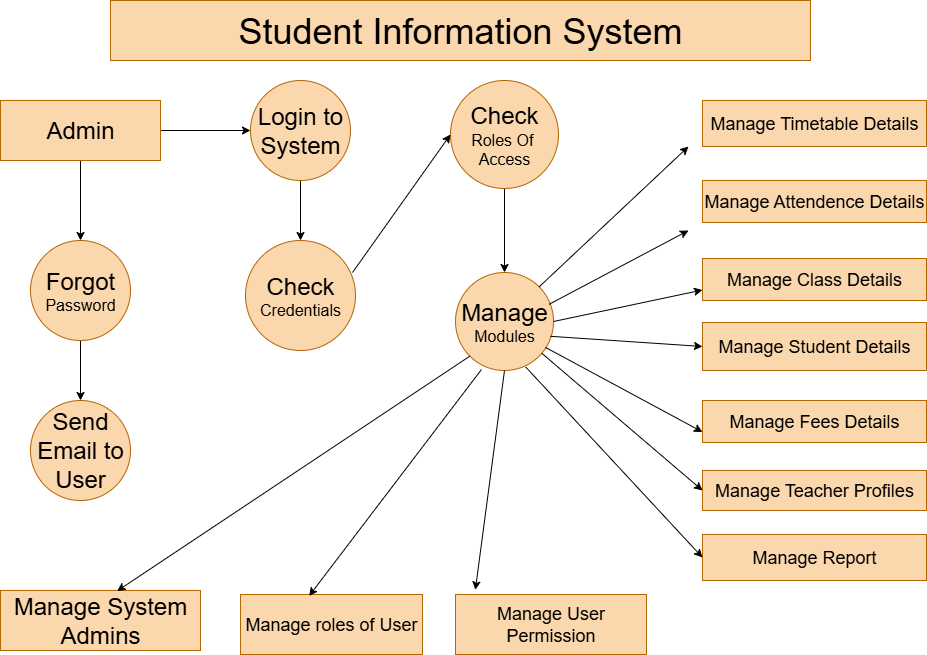 Student Information System
Admin
Login to
System
Check
Roles Of
Access
Manage Timetable Details
Manage Attendence Details
Forgot
Password
Check
Credentials
Manage
Modules
Manage Class Details
Manage Student Details
Send
Email to
User
Manage Fees Details
Manage Teacher Profiles
Manage Report
Manage System
Admins
Manage roles of User
Manage User
Permission